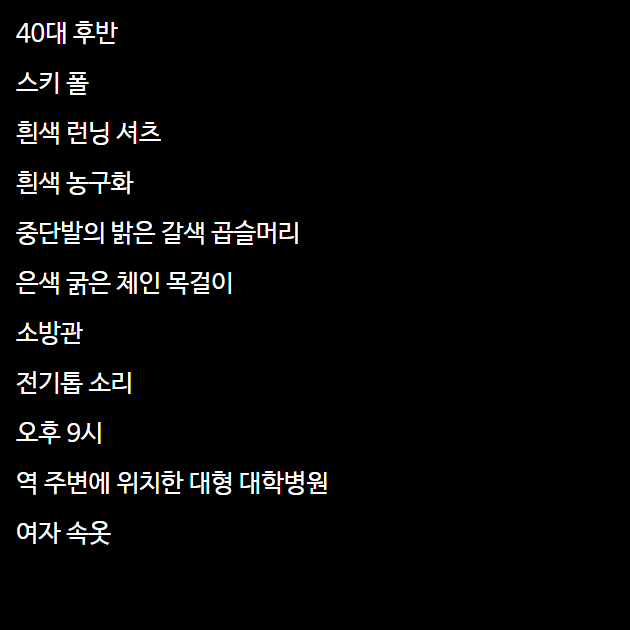 40대 후반
스키 폴
흰색 런닝 셔츠
흰색 농구화
중단발의 밝은 갈색 곱슬머리
은색 굵은 체인 목걸이
소방관
전기톱 소리
오후 9시
역 주변에 위치한 대형 대학병원
여자 속옷